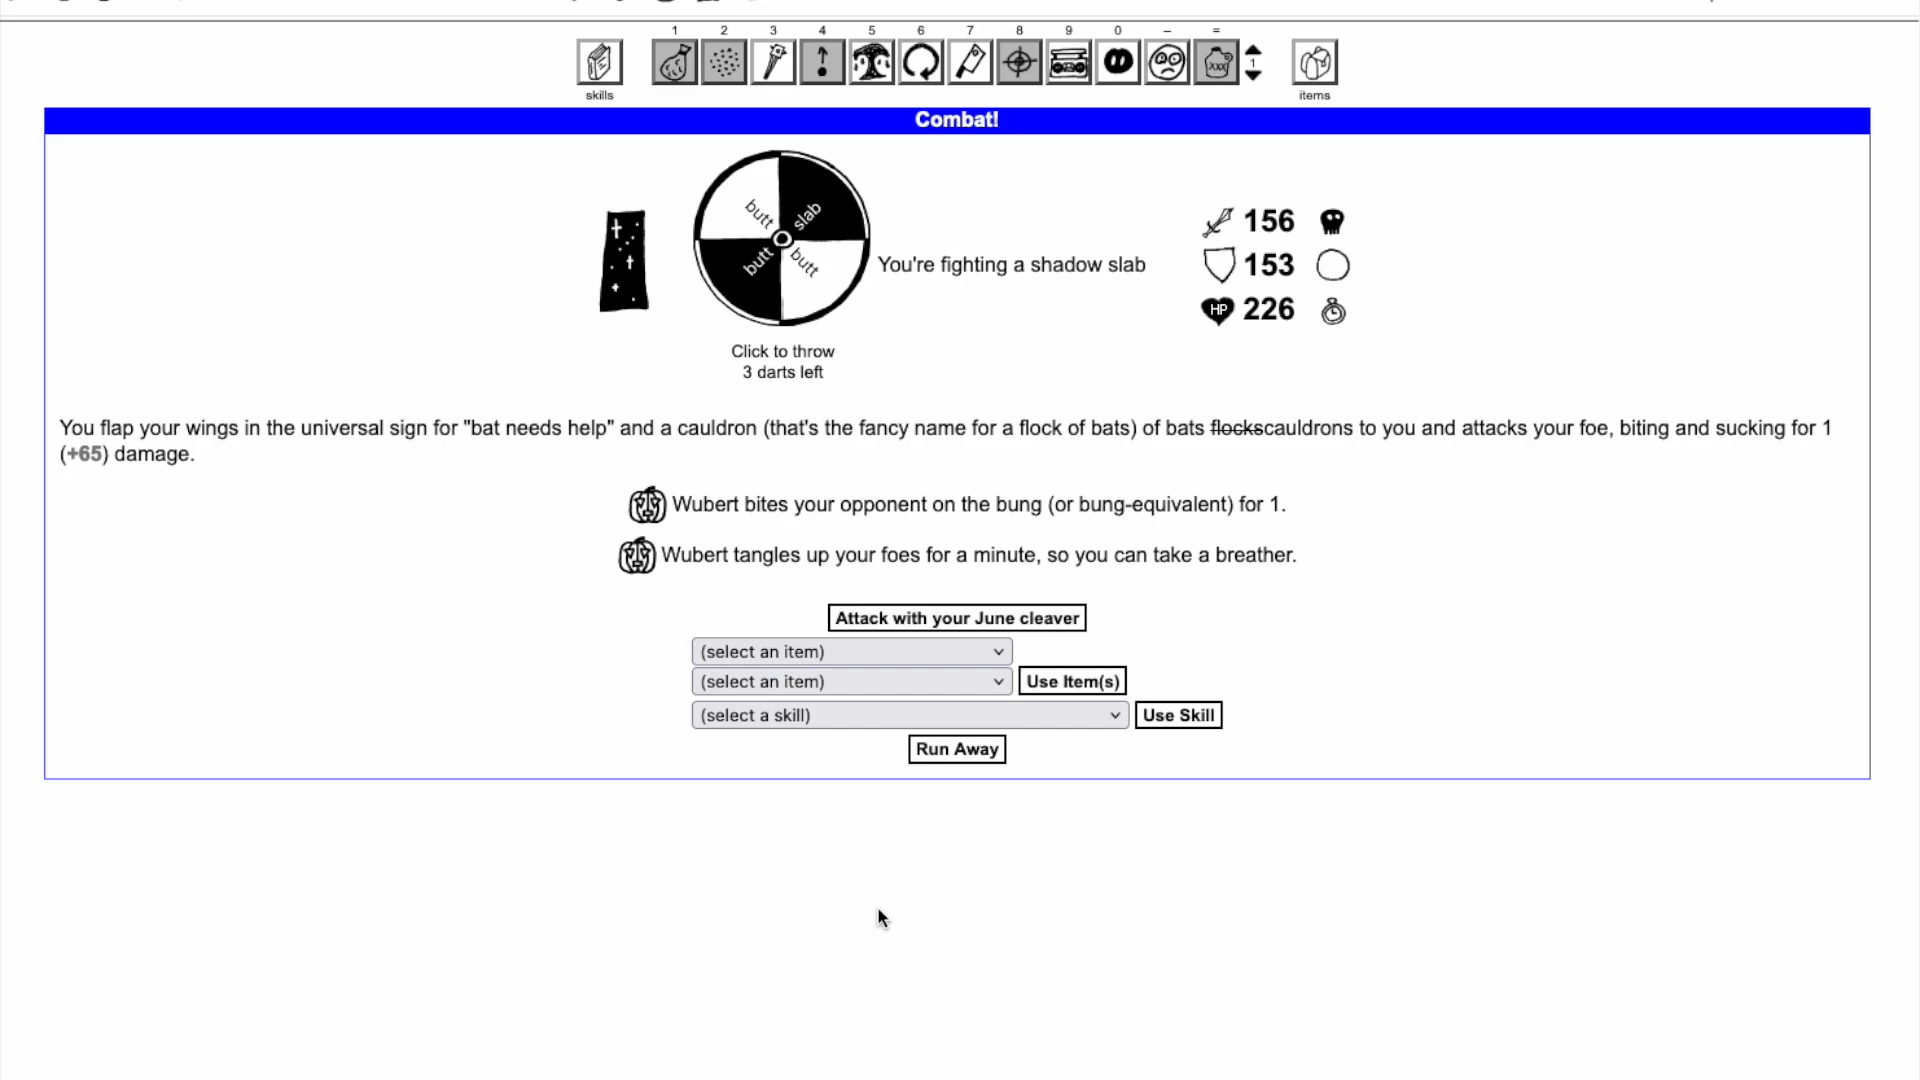 1 2 3 4 5 6 7 8 9 0 – =
XXX 1
skills items
Combat!
butt slab
butt butt
156
You're fighting a shadow slab 153
HP 226
Click to throw
3 darts left
You flap your wings in the universal sign for "bat needs help" and a cauldron (that's the fancy name for a flock of bats) of bats flockscauldrons to you and attacks your foe, biting and sucking for 1
(+65) damage.
Wubert bites your opponent on the bung (or bung-equivalent) for 1.
Wubert tangles up your foes for a minute, so you can take a breather.
Attack with your June cleaver
(select an item)
(select an item) Use Item(s)
(select a skill) Use Skill
Run Away